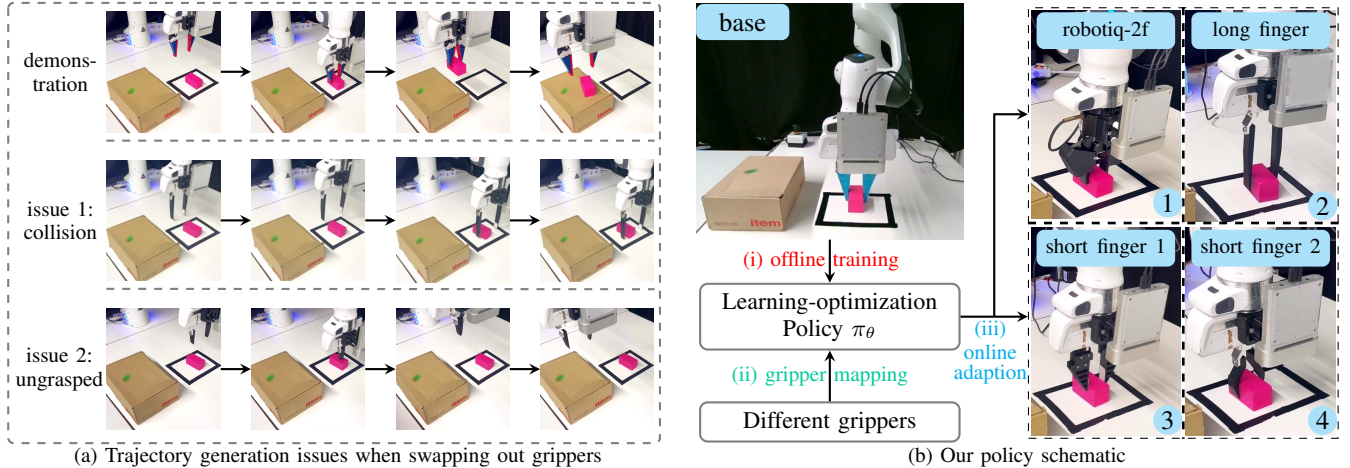 demons-
tration
issue 1:
collision
issue 2:
ungrasped
(a) Trajectory generation issues when swapping out grippers
base
item
(i) offline training
Learning-optimization
Policy πθ
(ii) gripper mapping
Different grippers
(iii)
online
adaption
robotiq-2f
1
long finger
2
short finger 1
3
short finger 2
4
(b) Our policy schematic